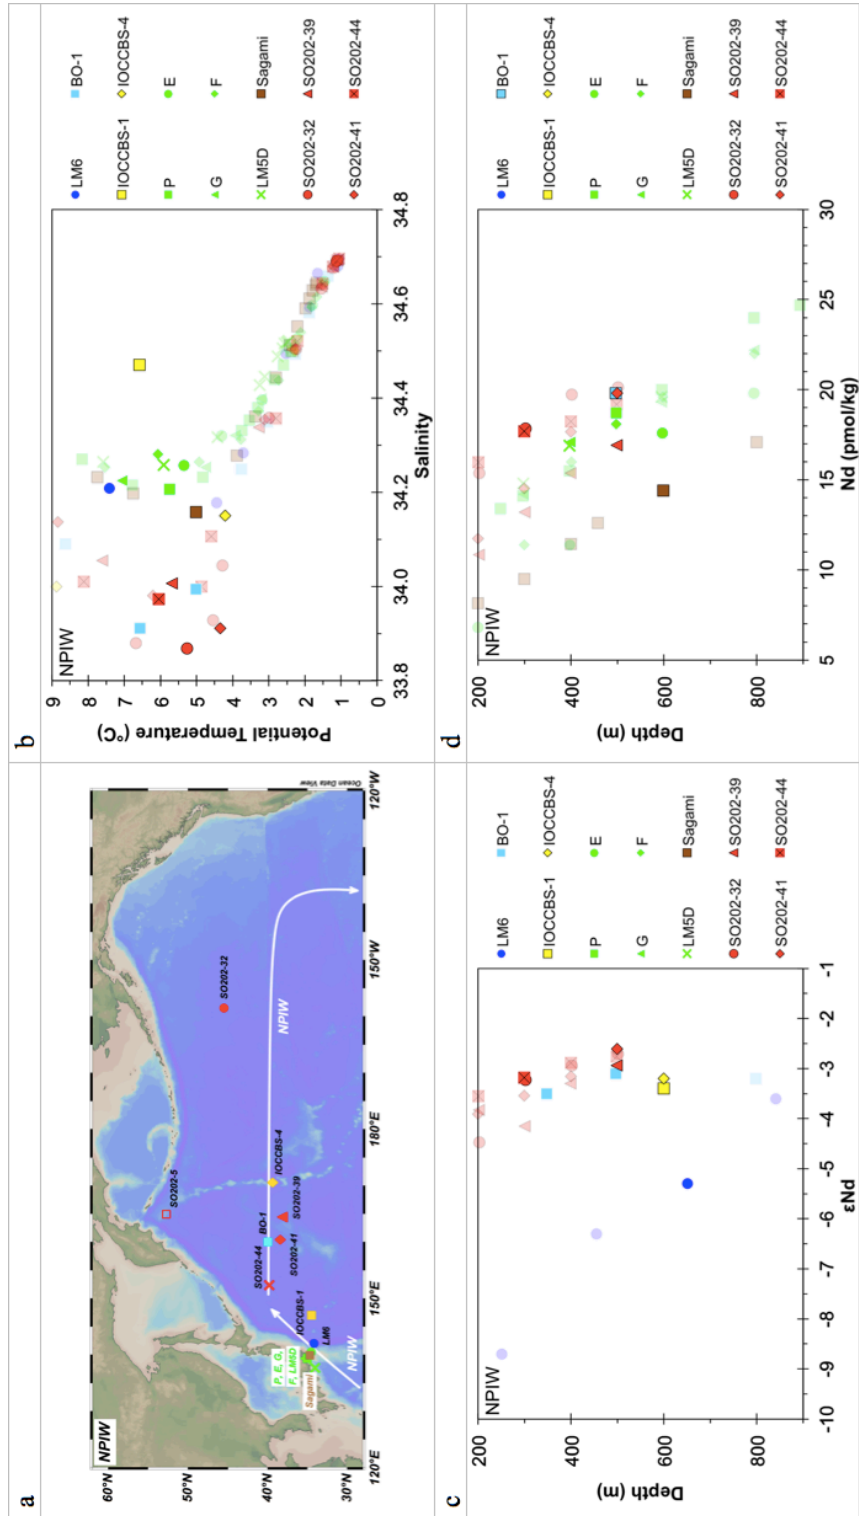 a
NPIW
60°N
50°N
40°N
30°N
120°E
150°E
180°E
150°W
120°W
Ocean Data View
SO202-5
SO202-32
SO202-44
BO-1
IOCCBS-4
SO202-41
SO202-39
IOCCBS-1
LM6
P, E, G,
F, LM5D
Sagami
NPIW
NPIW
b
NPIW
Potential Temperature (°C)
9
8
7
6
5
4
3
2
1
0
33.8
34.0
34.2
34.4
34.6
34.8
Salinity
LM6
BO-1
IOCCBS-1
IOCCBS-4
P
E
G
F
LM5D
Sagami
SO202-32
SO202-39
SO202-41
SO202-44
c
NPIW
Depth (m)
200
400
600
800
-10
-9
-8
-7
-6
-5
-4
-3
-2
-1
εNd
LM6
BO-1
IOCCBS-1
IOCCBS-4
P
E
G
F
LM5D
Sagami
SO202-32
SO202-39
SO202-41
SO202-44
d
NPIW
Depth (m)
200
400
600
800
5
10
15
20
25
30
Nd (pmol/kg)
LM6
BO-1
IOCCBS-1
IOCCBS-4
P
E
G
F
LM5D
Sagami
SO202-32
SO202-39
SO202-41
SO202-44